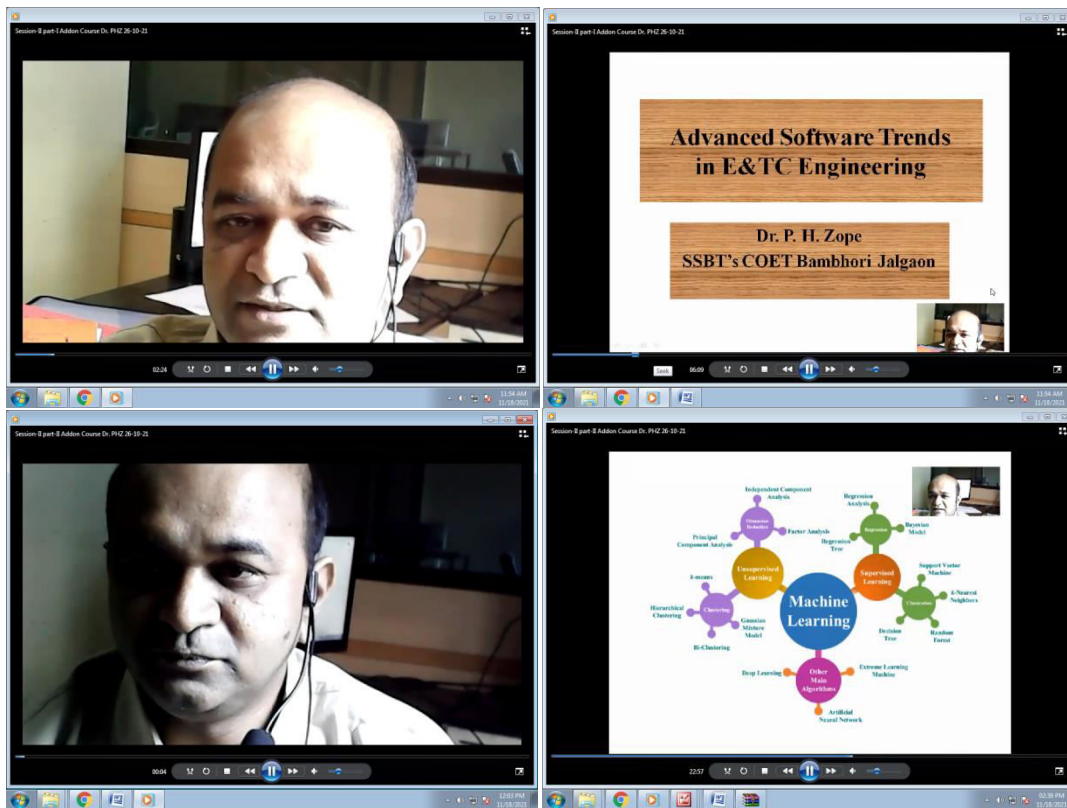 Session-II part-I Addon Course Dr. PHZ 26-10-21
02:24
11:54 AM
11/18/2021
Session-II part-I Addon Course Dr. PHZ 26-10-21
Advanced Software Trends
in E&TC Engineering
Dr. P. H. Zope
SSBT's COET Bambhori Jalgaon
Seek
06:09
11:54 AM
11/18/2021
Session-II part-II Addon Course Dr. PHZ 26-10-21
00:04
12:03 PM
11/18/2021
Session-II part-II Addon Course Dr. PHZ 26-10-21
Independent Component
Analysis
Factor Analysis
Principal
Component Analysis
Unsupervised
Learning
k-means
Clustering
Hierarchical
Clustering
Gaussian
Mixture
Model
Bi-Clustering
Machine
Learning
Regression
Analysis
Regression
Bayesian
Model
Regression
Tree
Supervised
Learning
Support Vector
Machine
k-Nearest
Neighbors
Decision
Tree
Random
Forest
Other
Main
Algorithms
Deep Learning
Extreme Learning
Machine
Artificial
Neural Network
22:57
02:39 PM
11/18/2021